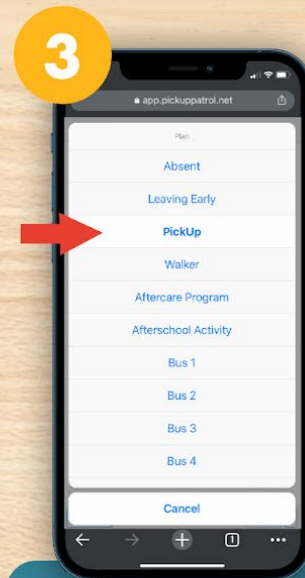 3
app.pickuppatrol.net
Plan
Absent
Leaving Early
PickUp
Walker
Aftercare Program
Afterschool Activity
Bus 1
Bus 2
Bus 3
Bus 4
Cancel
1